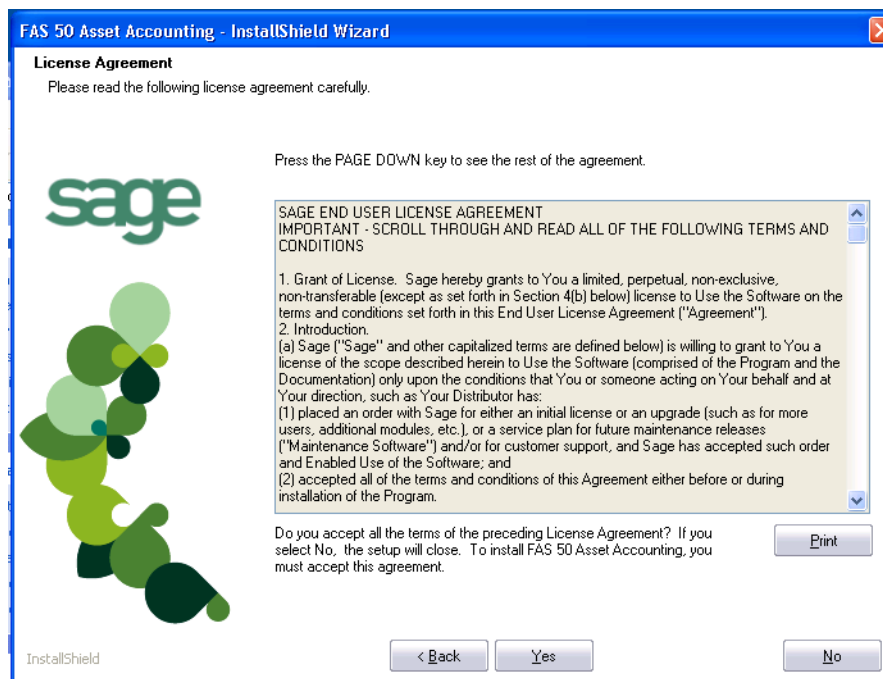 FAS 50 Asset Accounting - InstallShield Wizard
License Agreement
Please read the following license agreement carefully.
Press the PAGE DOWN key to see the rest of the agreement.
sage
SAGE END USER LICENSE AGREEMENT
IMPORTANT - SCROLL THROUGH AND READ ALL OF THE FOLLOWING TERMS AND
CONDITIONS
1. Grant of License.  Sage hereby grants to You a limited, perpetual, non-exclusive,
non-transferable (except as set forth in Section 4(b) below) license to Use the Software on the
terms and conditions set forth in this End User License Agreement ("Agreement").
2. Introduction.
(a) Sage ("Sage" and other capitalized terms are defined below) is willing to grant to You a
license of the scope described herein to Use the Software (comprised of the Program and the
Documentation) only upon the conditions that You or someone acting on Your behalf and at
Your direction, such as Your Distributor has:
(1) placed an order with Sage for either an initial license or an upgrade (such as for more
users, additional modules, etc.), or a service plan for future maintenance releases
("Maintenance Software") and/or for customer support, and Sage has accepted such order
and Enabled Use of the Software; and
(2) accepted all of the terms and conditions of this Agreement either before or during
installation of the Program.
Do you accept all the terms of the preceding License Agreement?  If you
select No,  the setup will close.  To install FAS 50 Asset Accounting, you
must accept this agreement.
Print
InstallShield
< Back
Yes
No